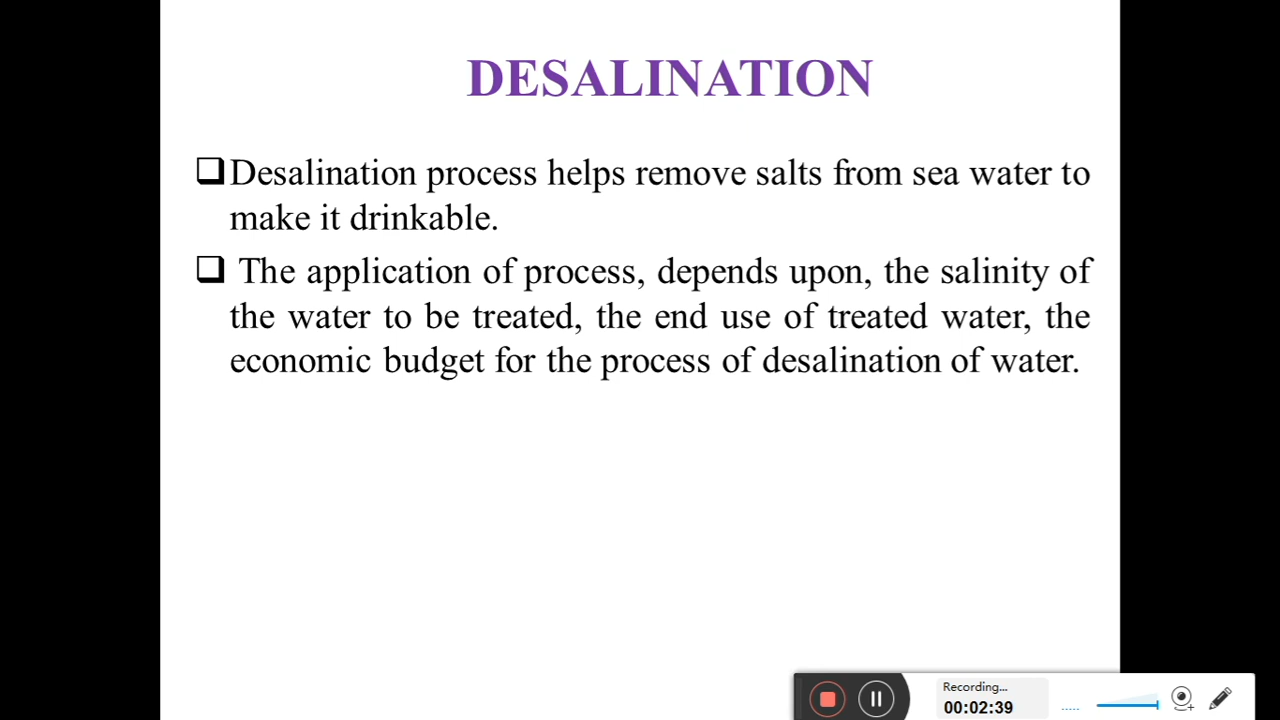 DESALINATION
Desalination process helps remove salts from sea water to
make it drinkable.
The application of process, depends upon, the salinity of
the water to be treated, the end use of treated water, the
economic budget for the process of desalination of water.
Recording...
00:02:39